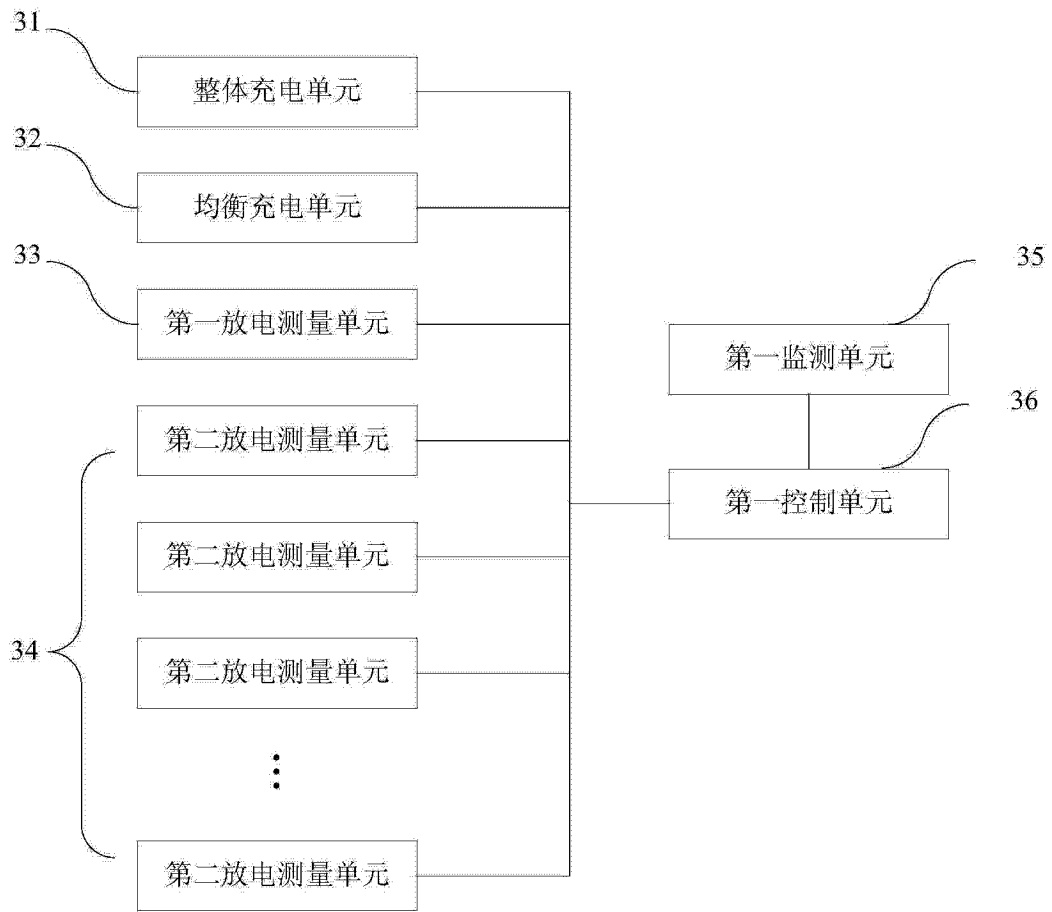 31
整体充电单元
32
均衡充电单元
33
第一放电测量单元
35
第一监测单元
第二放电测量单元
36
第一控制单元
第二放电测量单元
34
第二放电测量单元
第二放电测量单元